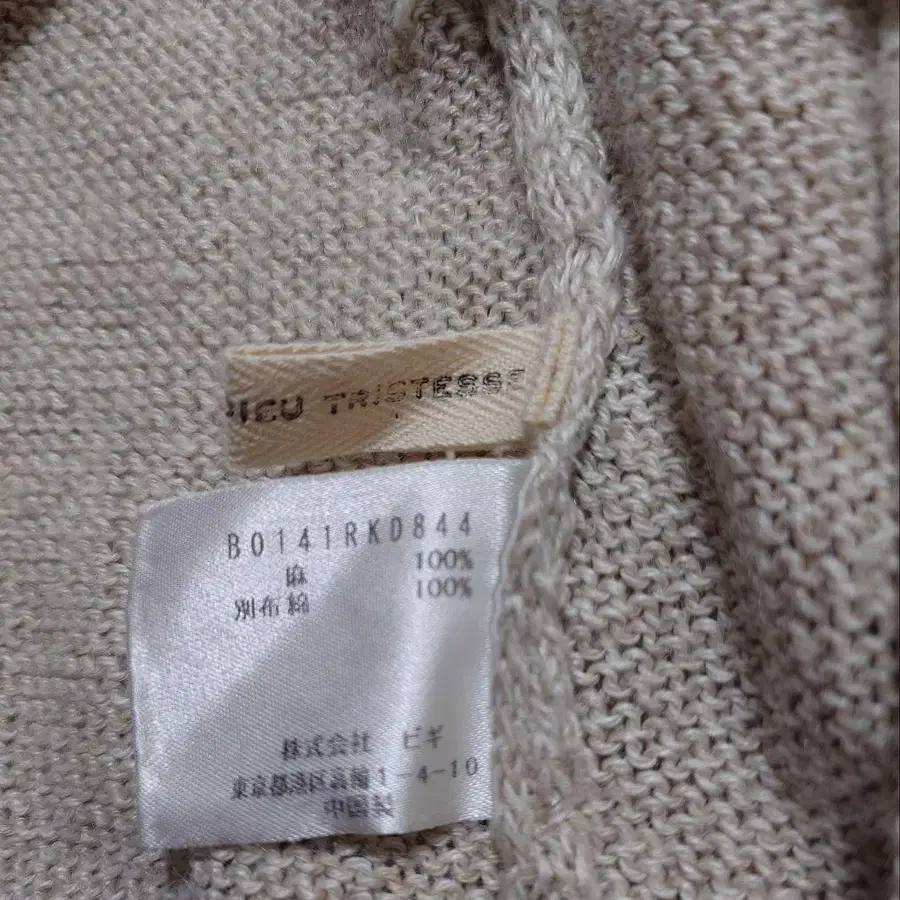 TRISTESSE
B0141RKD844
麻 100%
別布綿 100%
株式会社 ビギ
東京都港区高輪1-4-10
中国製